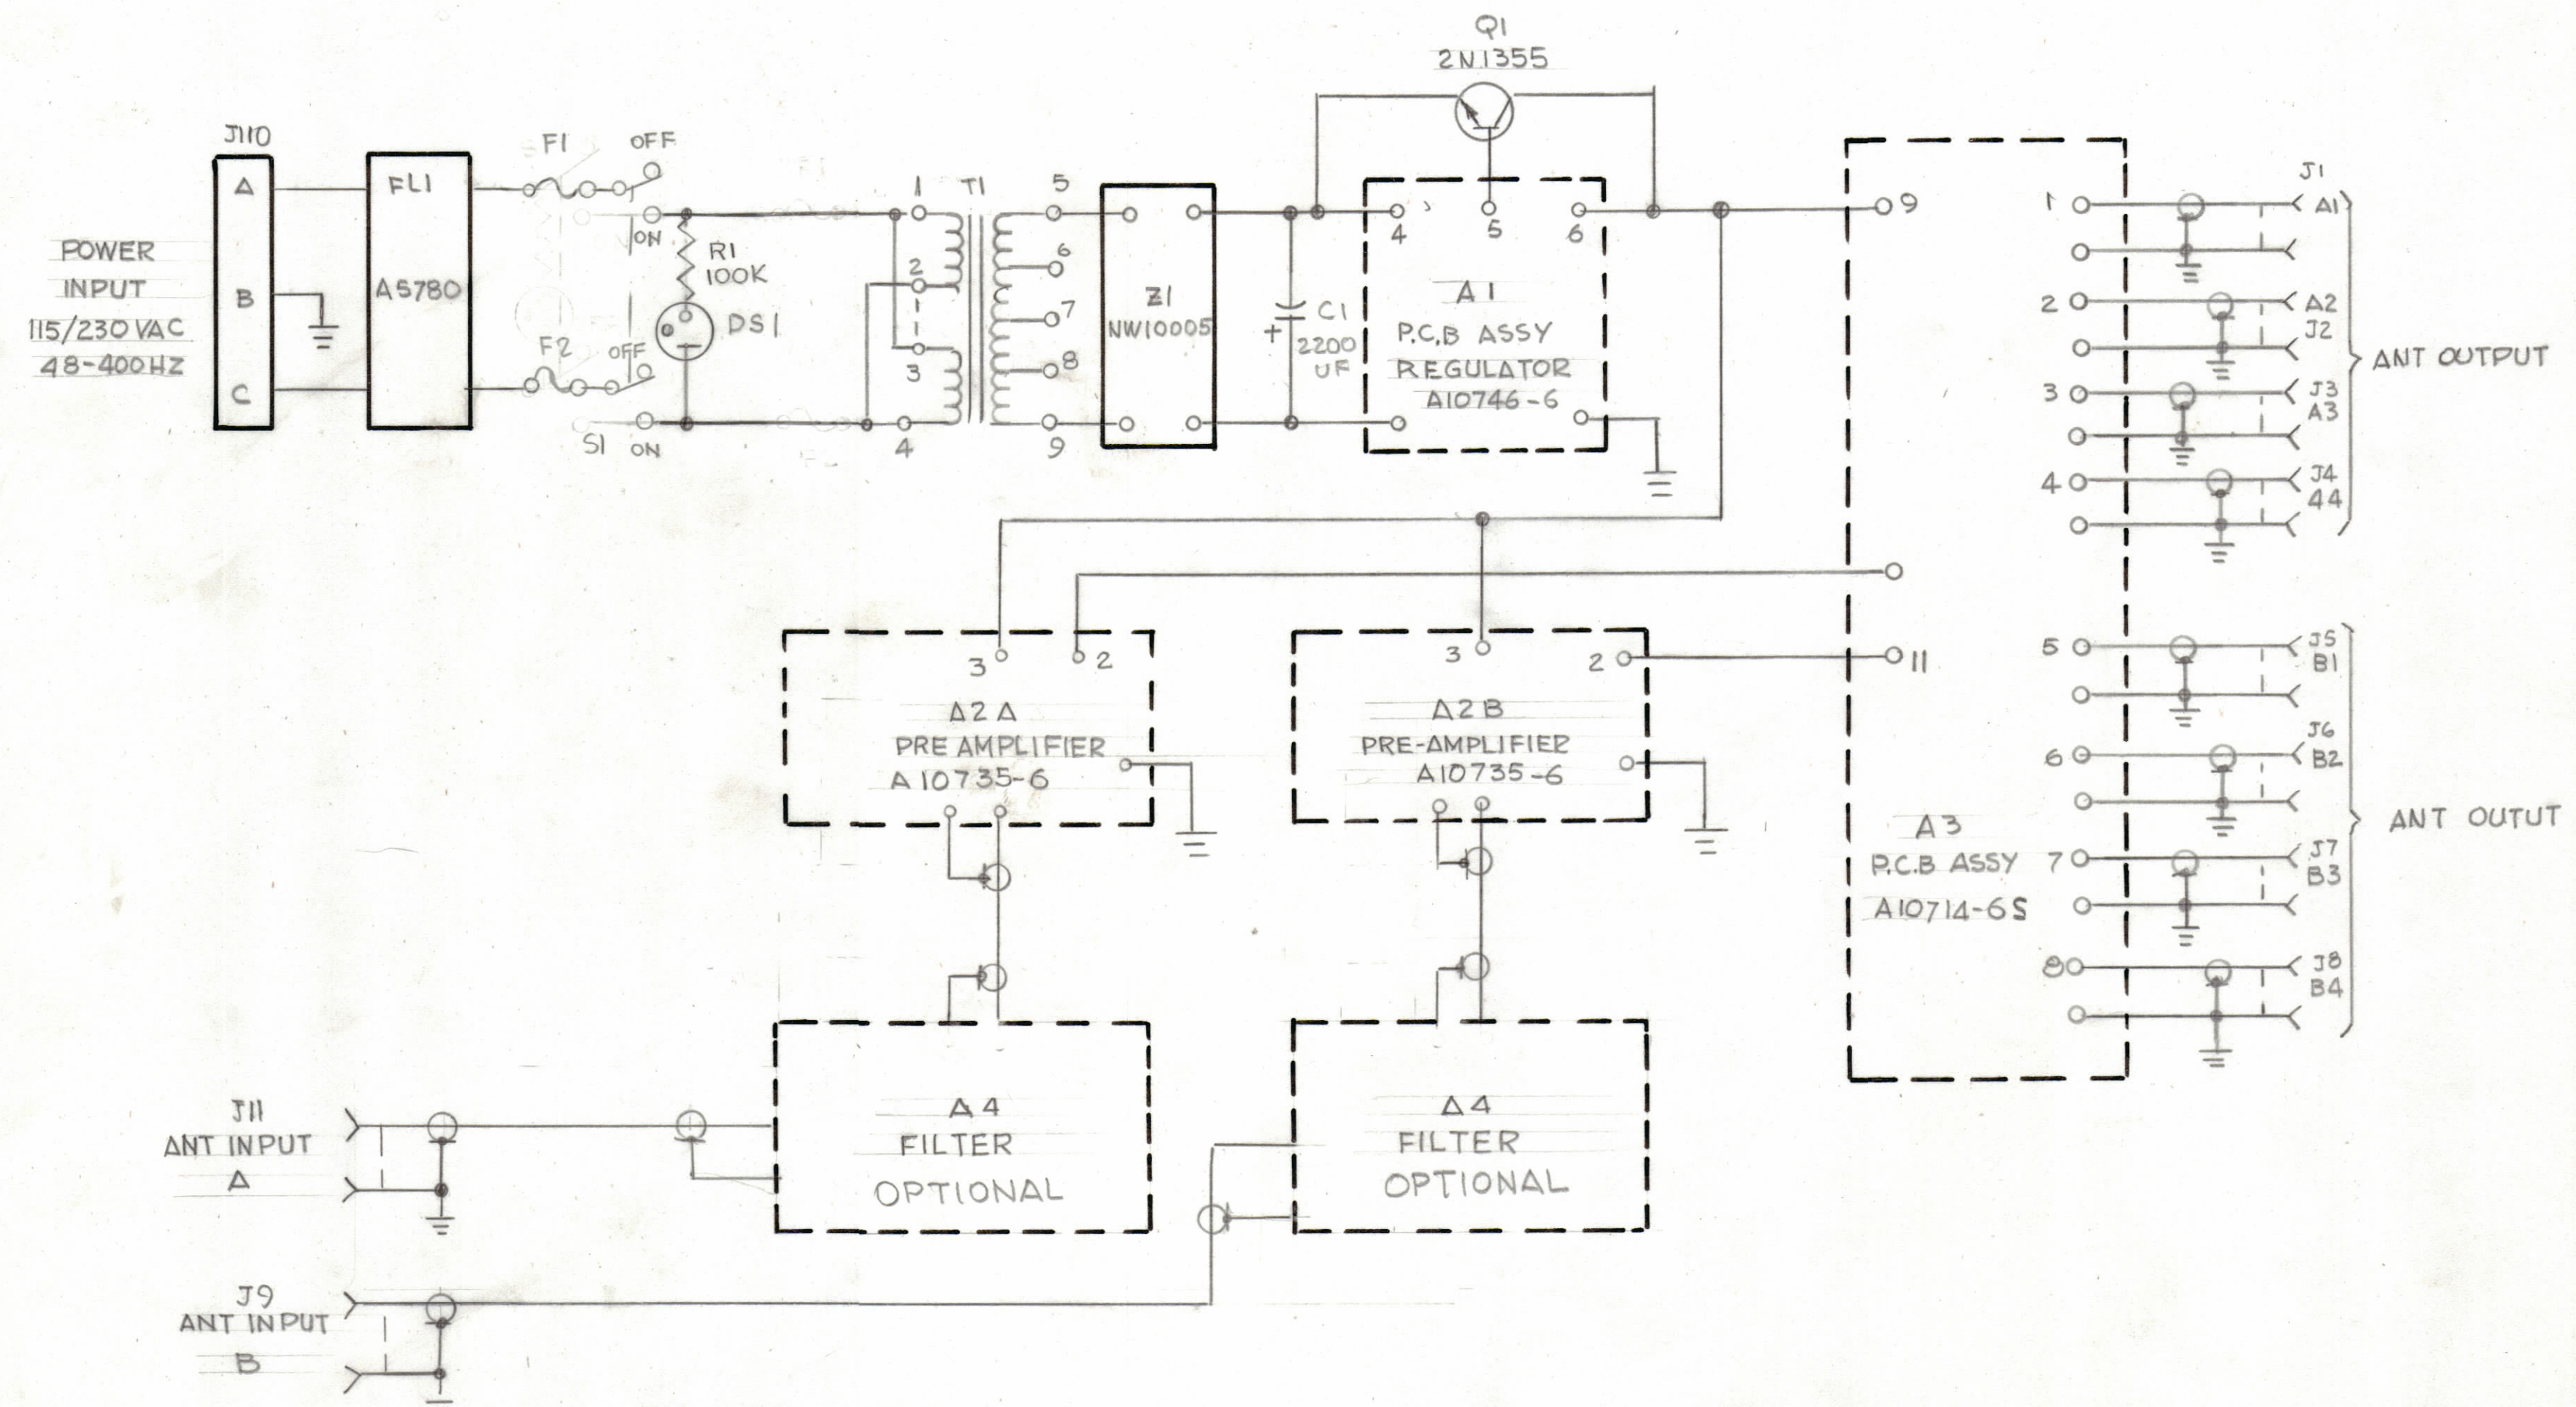 J110
A
B
C
POWER
INPUT
115/230 VAC
48-400HZ
FL1
A5780
F1
OFF
ON
F2
OFF
S1
ON
R1
100K
DS1
1
T1
5
2
6
7
3
8
4
9
Z1
NW10005
C1
+
2200
UF
Q1
2N1355
4
5
6
A1
P.C.B ASSY
REGULATOR
A10746-6
9
11
A3
P.C.B ASSY
A10714-6S
1
2
3
4
5
6
7
8
J1
A1
A2
J2
J3
A3
J4
44
ANT OUTPUT
J5
B1
J6
B2
J7
B3
J8
B4
ANT OUTUT
3
2
A2A
PRE AMPLIFIER
A10735-6
3
2
A2B
PRE-AMPLIFIER
A10735-6
A4
FILTER
OPTIONAL
A4
FILTER
OPTIONAL
J11
ANT INPUT
A
J9
ANT INPUT
B